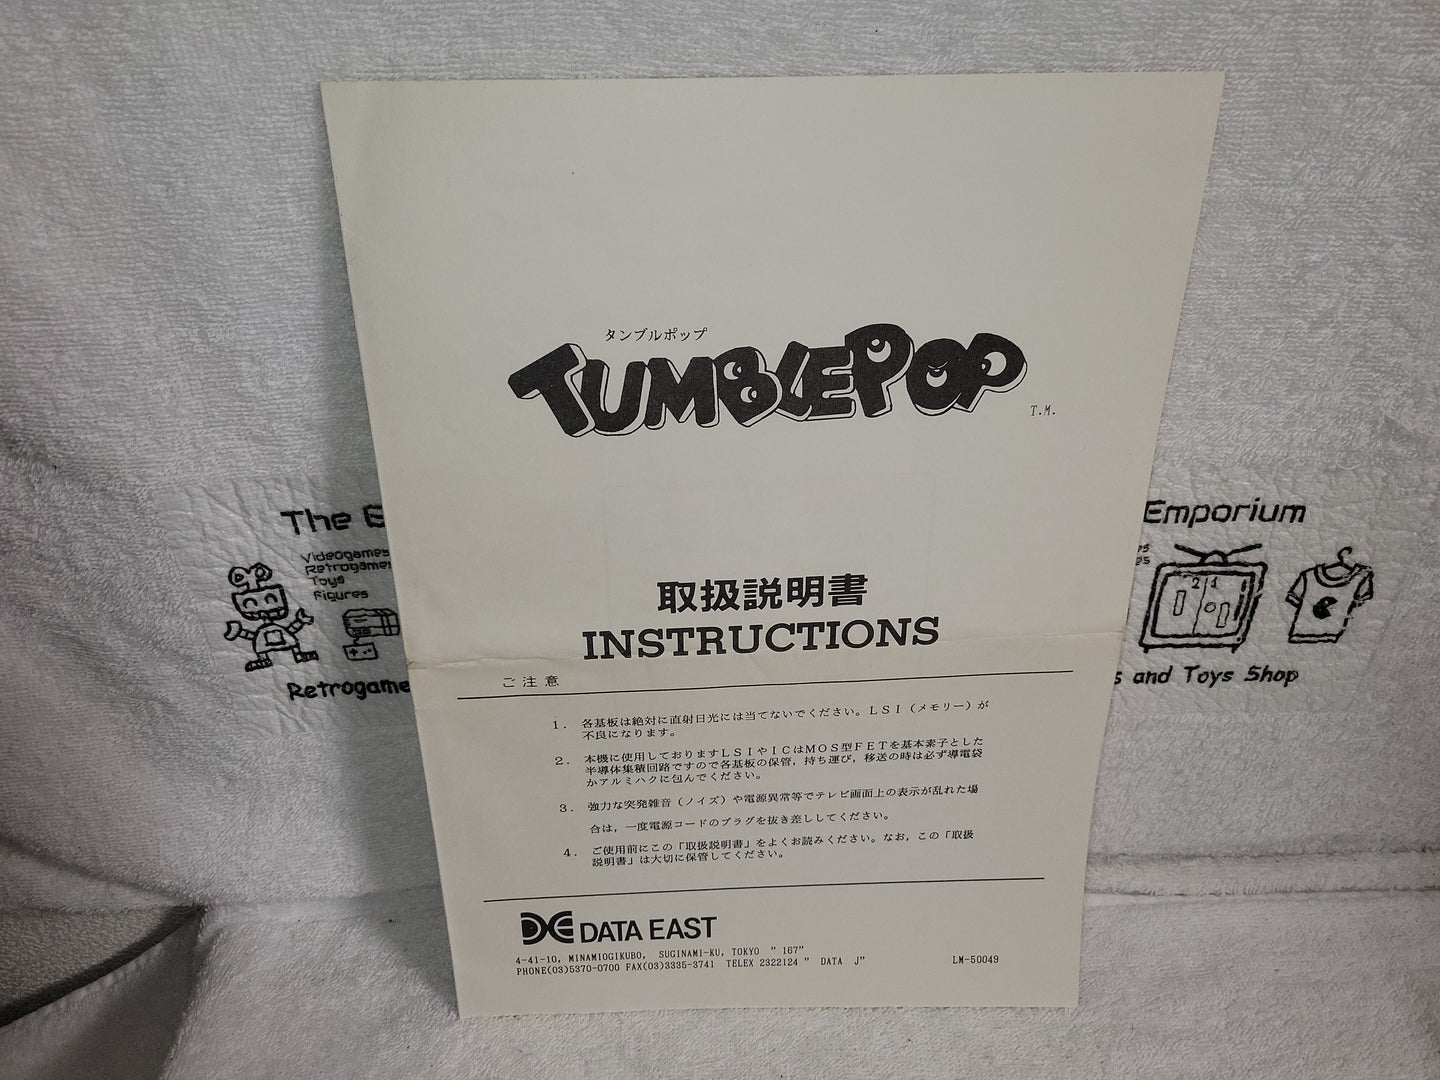 タンブルポップ
TUMBLEPOP
T.M.
The E
Emporium
Videogames
Retrogames
Toys
Figures
es
es
2 4
Retrogame
s and Toys Shop
取扱説明書
INSTRUCTIONS
ご注意
1. 各基板は絶対に直射日光には当てないでください。LSI（メモリー）が
不良になります。
2. 本機に使用しておりますLSIやICはMOS型FETを基本素子とした
半導体集積回路ですので各基板の保管，持ち運び，移送の時は必ず導電袋
かアルミハクに包んでください。
3. 強力な突発雑音（ノイズ）や電源異常等でテレビ画面上の表示が乱れた場
合は，一度電源コードのプラグを抜き差ししてください。
4. ご使用前にこの「取扱説明書」をよくお読みください。なお，この「取扱
説明書」は大切に保管してください。
DATA EAST
4-41-10, MINAMIOGIKUBO, SUGINAMI-KU, TOKYO ″ 167″
PHONE(03)5370-0700 FAX(03)3335-3741 TELEX 2322124 ″ DATA J″
LM-50049